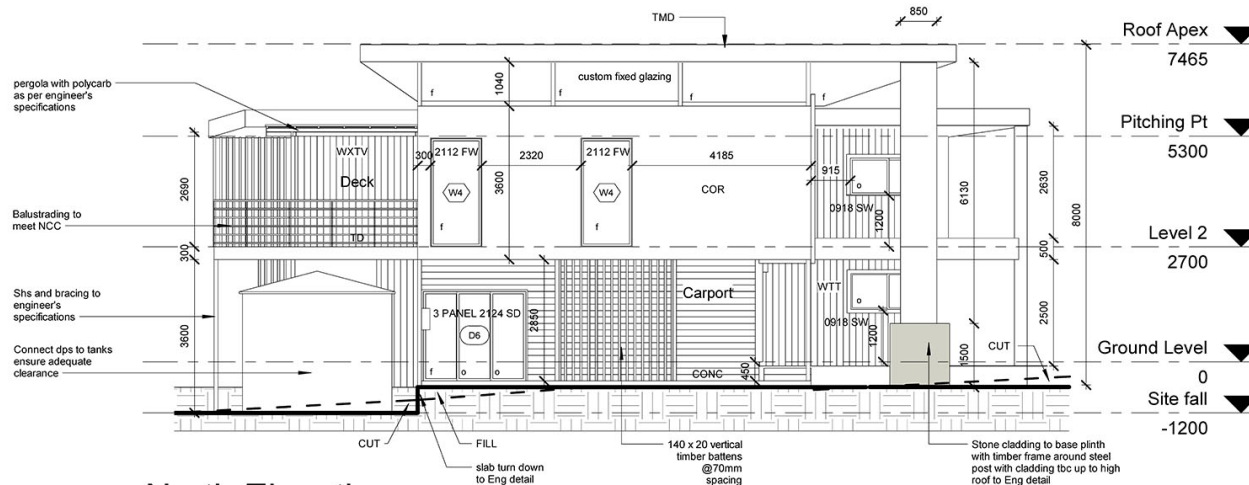 850
TMD
Roof Apex
7465
custom fixed glazing
1040
f
f
f
f
pergola with polycarb
as per engineer's
specifications
Pitching Pt
5300
WXTV
Deck
300
2112 FW
2320
2112 FW
4185
915
W4
W4
COR
3600
f
f
2690
6130
2630
8000
o
0918 SW
1200
Balustrading to
meet NCC
TD
300
500
Level 2
2700
Carport
WTT
o
0918 SW
1200
2500
Shs and bracing to
engineer's
specifications
3600
3 PANEL 2124 SD
D6
2850
f
o
o
CONC
450
1500
CUT
Connect dps to tanks
ensure adequate
clearance
Ground Level
0
Site fall
-1200
CUT
FILL
slab turn down
to Eng detail
140 x 20 vertical
timber battens
@70mm
spacing
Stone cladding to base plinth
with timber frame around steel
post with cladding tbc up to high
roof to Eng detail